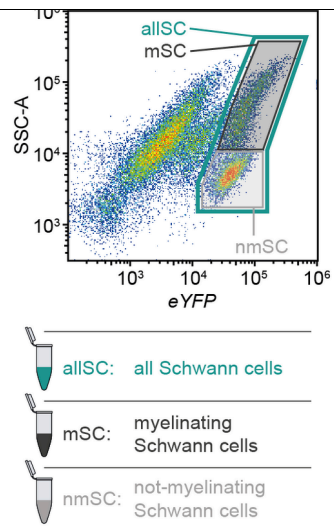 10⁶
allSC
mSC
10⁵
SSC-A
10⁴
10³
nmSC
10³ 10⁴ 10⁵ 10⁶
eYFP
allSC: all Schwann cells
mSC: myelinating
Schwann cells
nmSC: not-myelinating
Schwann cells